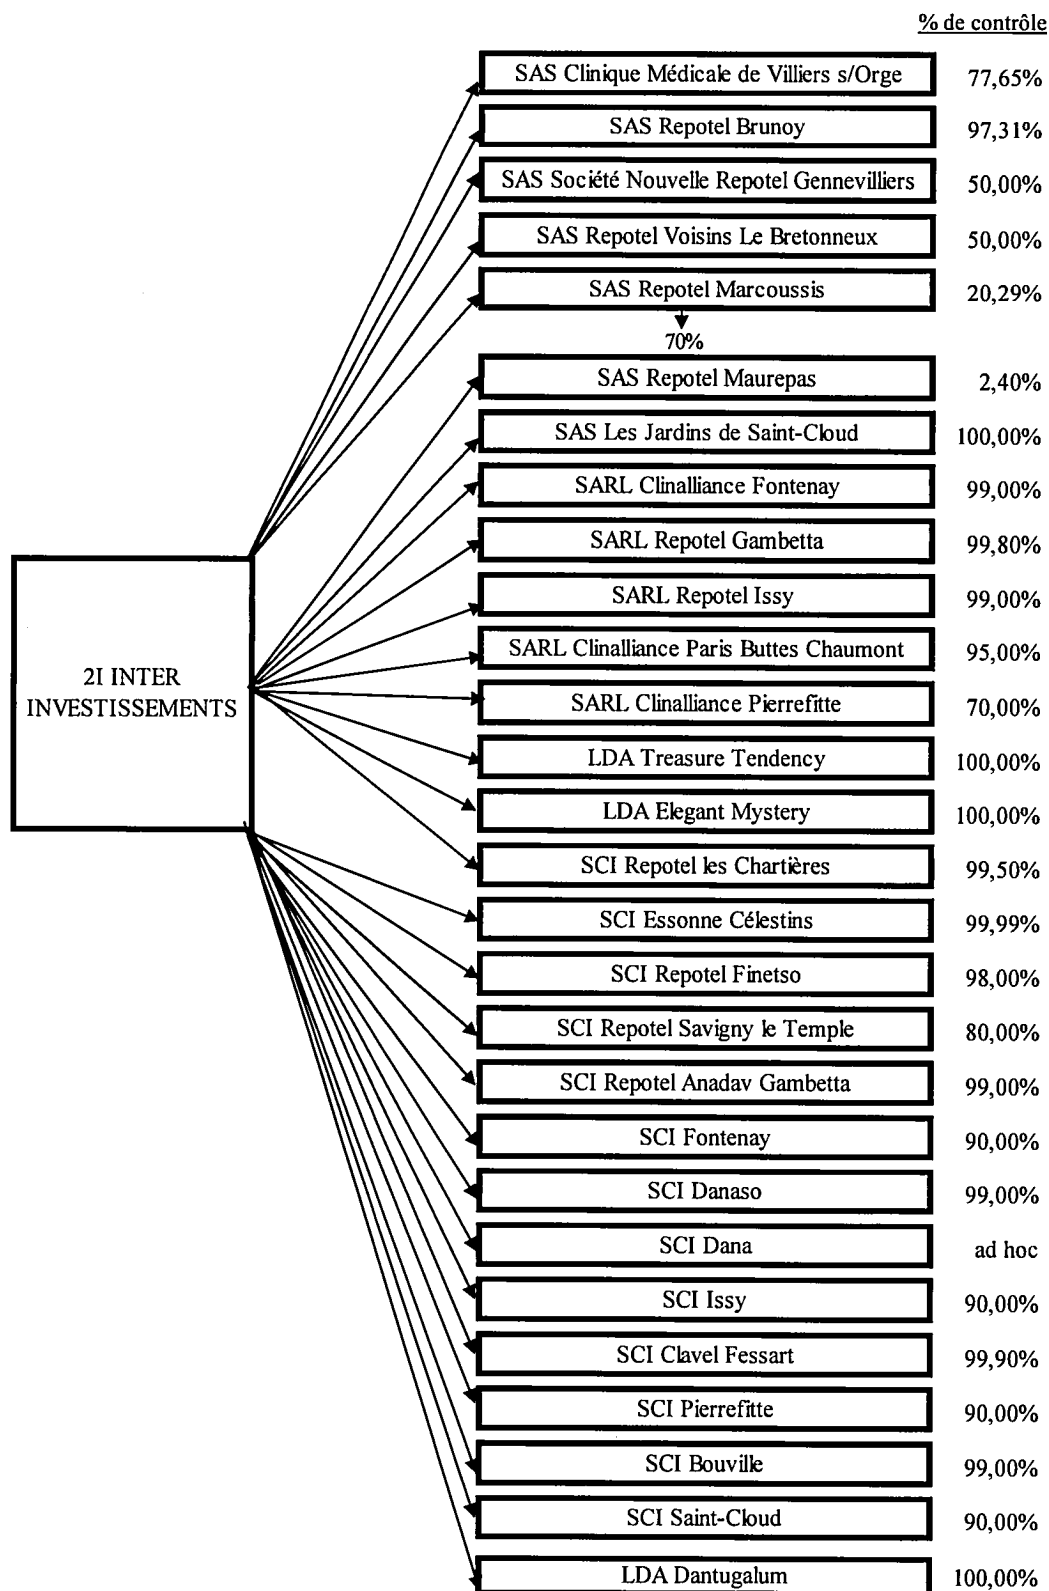 % de contrôle
SAS Clinique Médicale de Villiers s/Orge 77,65%
SAS Repotel Brunoy 97,31%
SAS Société Nouvelle Repotel Gennevilliers 50,00%
SAS Repotel Voisins Le Bretonneux 50,00%
SAS Repotel Marcoussis 20,29%
70%
SAS Repotel Maurepas 2,40%
SAS Les Jardins de Saint-Cloud 100,00%
SARL Clinalliance Fontenay 99,00%
SARL Repotel Gambetta 99,80%
SARL Repotel Issy 99,00%
SARL Clinalliance Paris Buttes Chaumont 95,00%
2I INTER
INVESTISSEMENTS
SARL Clinalliance Pierrefitte 70,00%
LDA Treasure Tendency 100,00%
LDA Elegant Mystery 100,00%
SCI Repotel les Chartières 99,50%
SCI Essonne Célestins 99,99%
SCI Repotel Finetso 98,00%
SCI Repotel Savigny le Temple 80,00%
SCI Repotel Anadav Gambetta 99,00%
SCI Fontenay 90,00%
SCI Danaso 99,00%
SCI Dana ad hoc
SCI Issy 90,00%
SCI Clavel Fessart 99,90%
SCI Pierrefitte 90,00%
SCI Bouville 99,00%
SCI Saint-Cloud 90,00%
LDA Dantugalum 100,00%